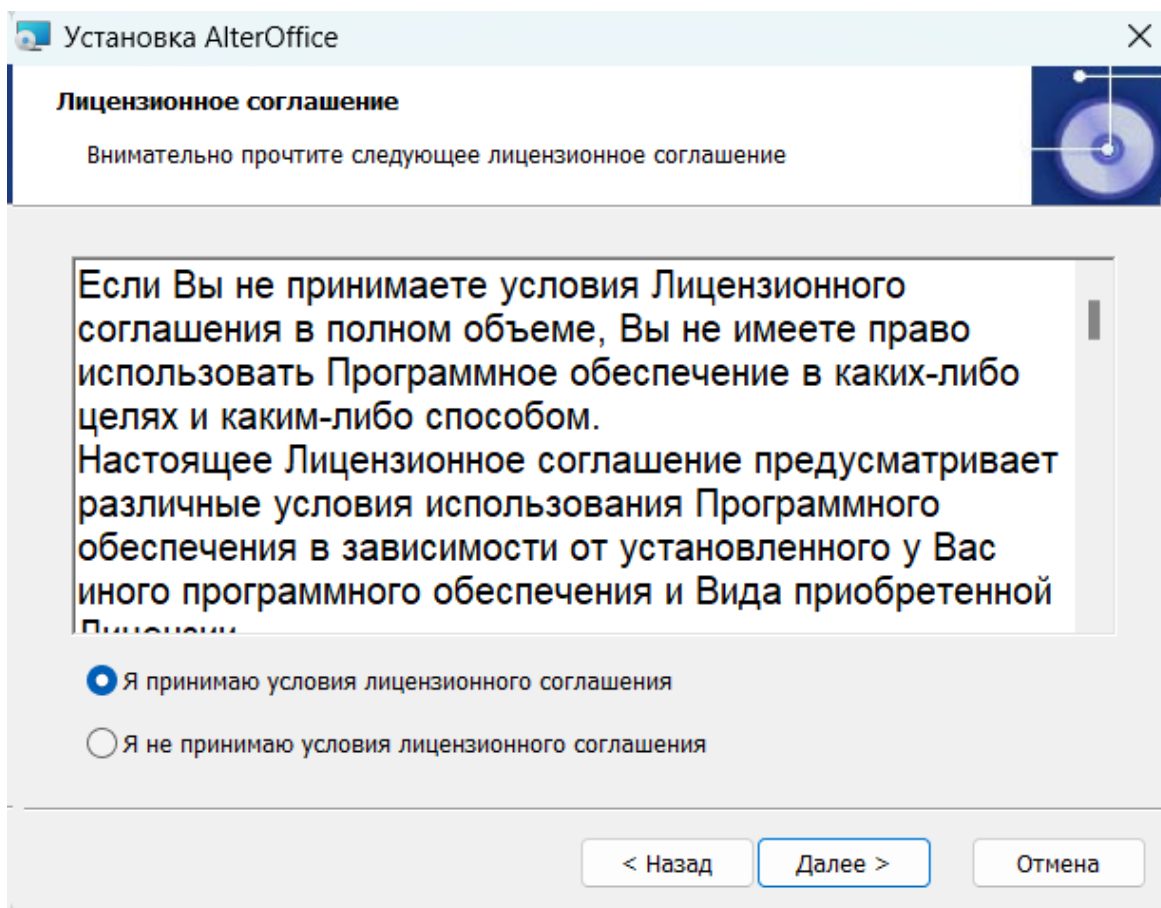 Установка AlterOffice
Лицензионное соглашение
Внимательно прочтите следующее лицензионное соглашение
Если Вы не принимаете условия Лицензионного
соглашения в полном объеме, Вы не имеете право
использовать Программное обеспечение в каких-либо
целях и каким-либо способом.
Настоящее Лицензионное соглашение предусматривает
различные условия использования Программного
обеспечения в зависимости от установленного у Вас
иного программного обеспечения и Вида приобретенной
Лицензии
Я принимаю условия лицензионного соглашения
Я не принимаю условия лицензионного соглашения
< Назад
Далее >
Отмена